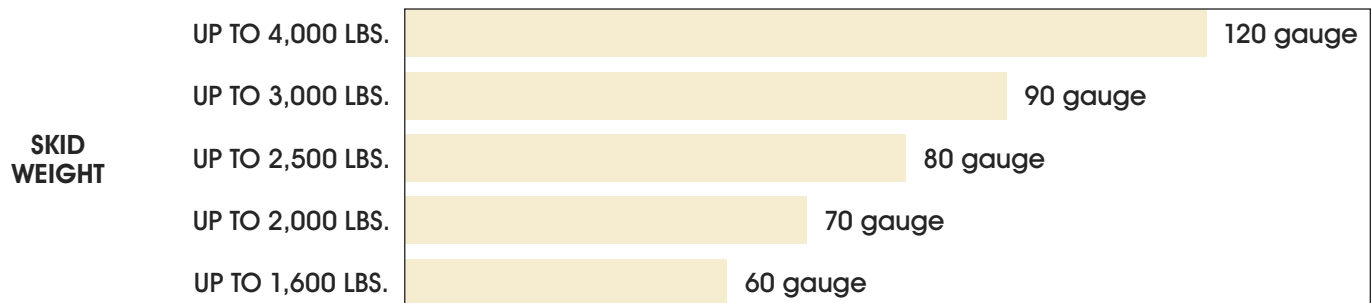 UP TO 4,000 LBS. 120 gauge
UP TO 3,000 LBS. 90 gauge
SKID
WEIGHT
UP TO 2,500 LBS. 80 gauge
UP TO 2,000 LBS. 70 gauge
UP TO 1,600 LBS. 60 gauge